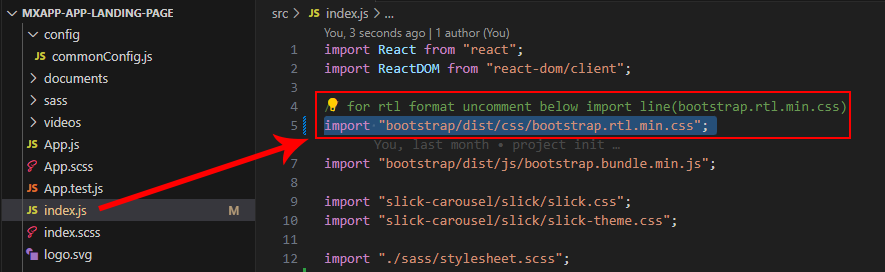 MXAPP-APP-LANDING-PAGE
config
JS commonConfig.js
documents
sass
videos
JS App.js
App.scss
JS App.test.js
JS index.js M
index.scss
logo.svg
src > JS index.js > ...
You, 3 seconds ago | 1 author (You)
1 import React from "react";
2 import ReactDOM from "react-dom/client";
3
4 / for rtl format uncomment below import line(bootstrap.rtl.min.css)
5 import "bootstrap/dist/css/bootstrap.rtl.min.css";
You, last month • project init …
7 import "bootstrap/dist/js/bootstrap.bundle.min.js";
8
9 import "slick-carousel/slick/slick.css";
10 import "slick-carousel/slick/slick-theme.css";
11
12 import "./sass/stylesheet.scss";